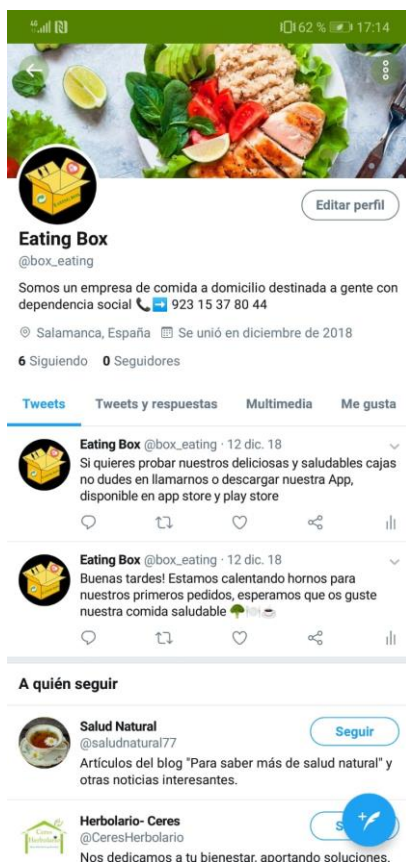 62 % 17:14
Editar perfil
Eating Box
@box_eating
Somos un empresa de comida a domicilio destinada a gente con
dependencia social 📞➡️ 923 15 37 80 44
Salamanca, España Se unió en diciembre de 2018
6 Siguiendo 0 Seguidores
Tweets Tweets y respuestas Multimedia Me gusta
Eating Box @box_eating · 12 dic. 18
Si quieres probar nuestros deliciosas y saludables cajas
no dudes en llamarnos o descargar nuestra App,
disponible en app store y play store
Eating Box @box_eating · 12 dic. 18
Buenas tardes! Estamos calentando hornos para
nuestros primeros pedidos, esperamos que os guste
nuestra comida saludable 🌳🍽☕
A quién seguir
Salud Natural
@saludnatural77
Seguir
Artículos del blog "Para saber más de salud natural" y
otras noticias interesantes.
Herbolario- Ceres
@CeresHerbolario
Nos dedicamos a tu bienestar, aportando soluciones.